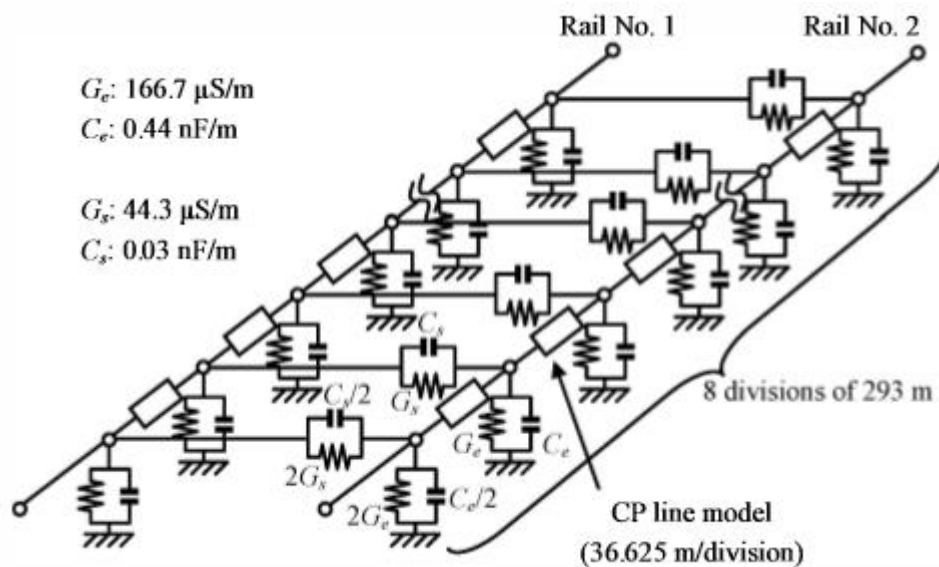 Rail No. 1
Rail No. 2
Gₑ: 166.7 μS/m
Cₑ: 0.44 nF/m
Gₛ: 44.3 μS/m
Cₛ: 0.03 nF/m
Cₛ
Gₛ
Cₛ/2
2Gₛ
Gₑ
Cₑ
2Gₑ
Cₑ/2
8 divisions of 293 m
CP line model
(36.625 m/division)